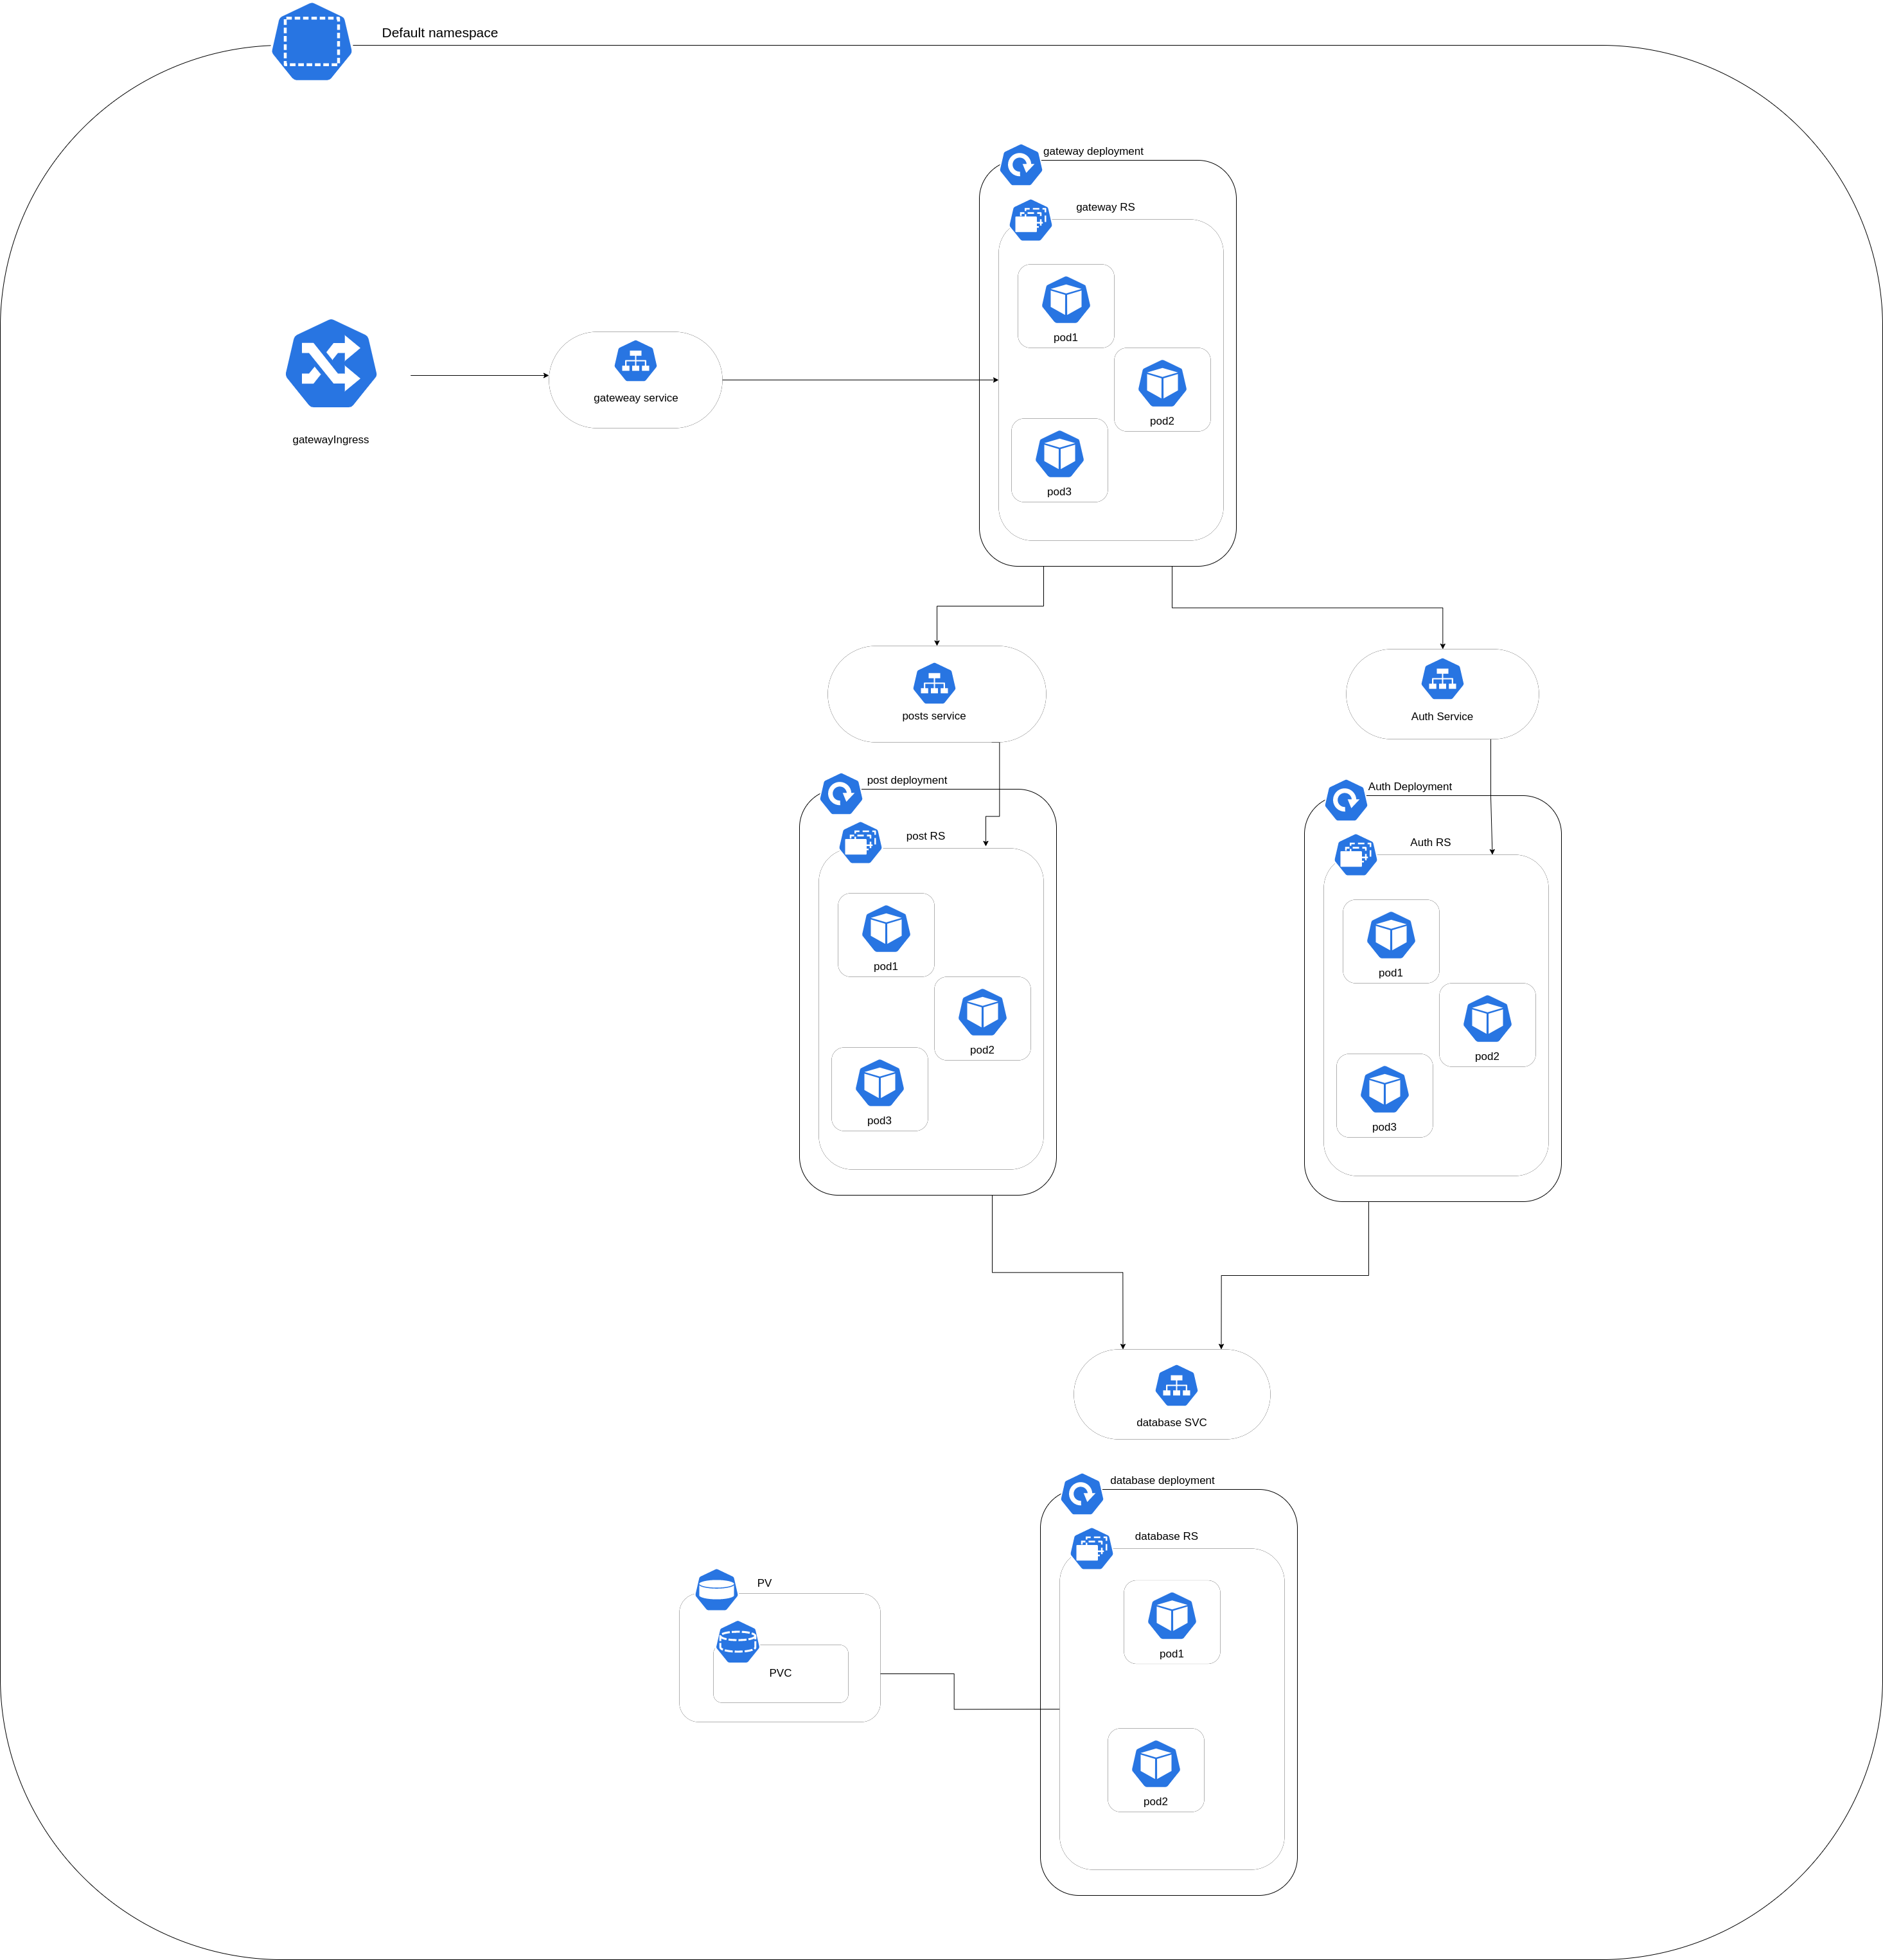 Default namespace
gateway deployment
gateway RS
pod1
pod2
pod3
gatewayIngress
gateweay service
posts service
Auth Service
post deployment
post RS
pod1
pod2
pod3
Auth Deployment
Auth RS
pod1
pod2
pod3
database SVC
database deployment
database RS
pod1
pod2
PV
PVC